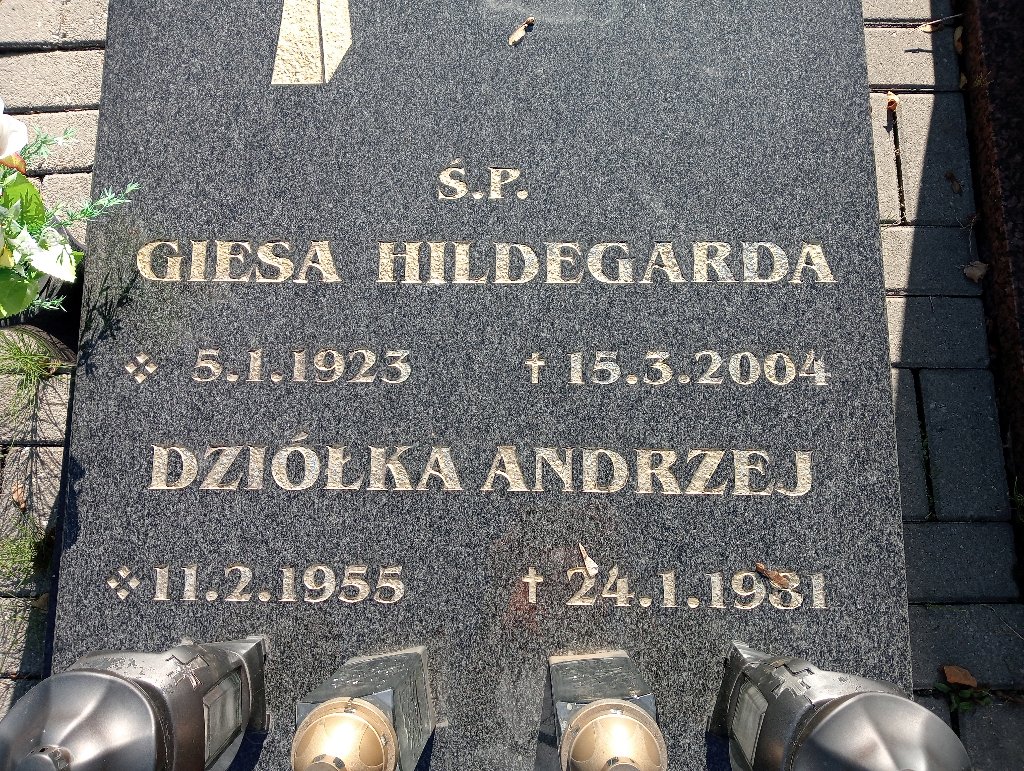 Ś.P.
GIESA HILDEGARDA
5.1.1923 † 15.3.2004
DZIÓŁKA ANDRZEJ
11.2.1955 † 24.1.1981